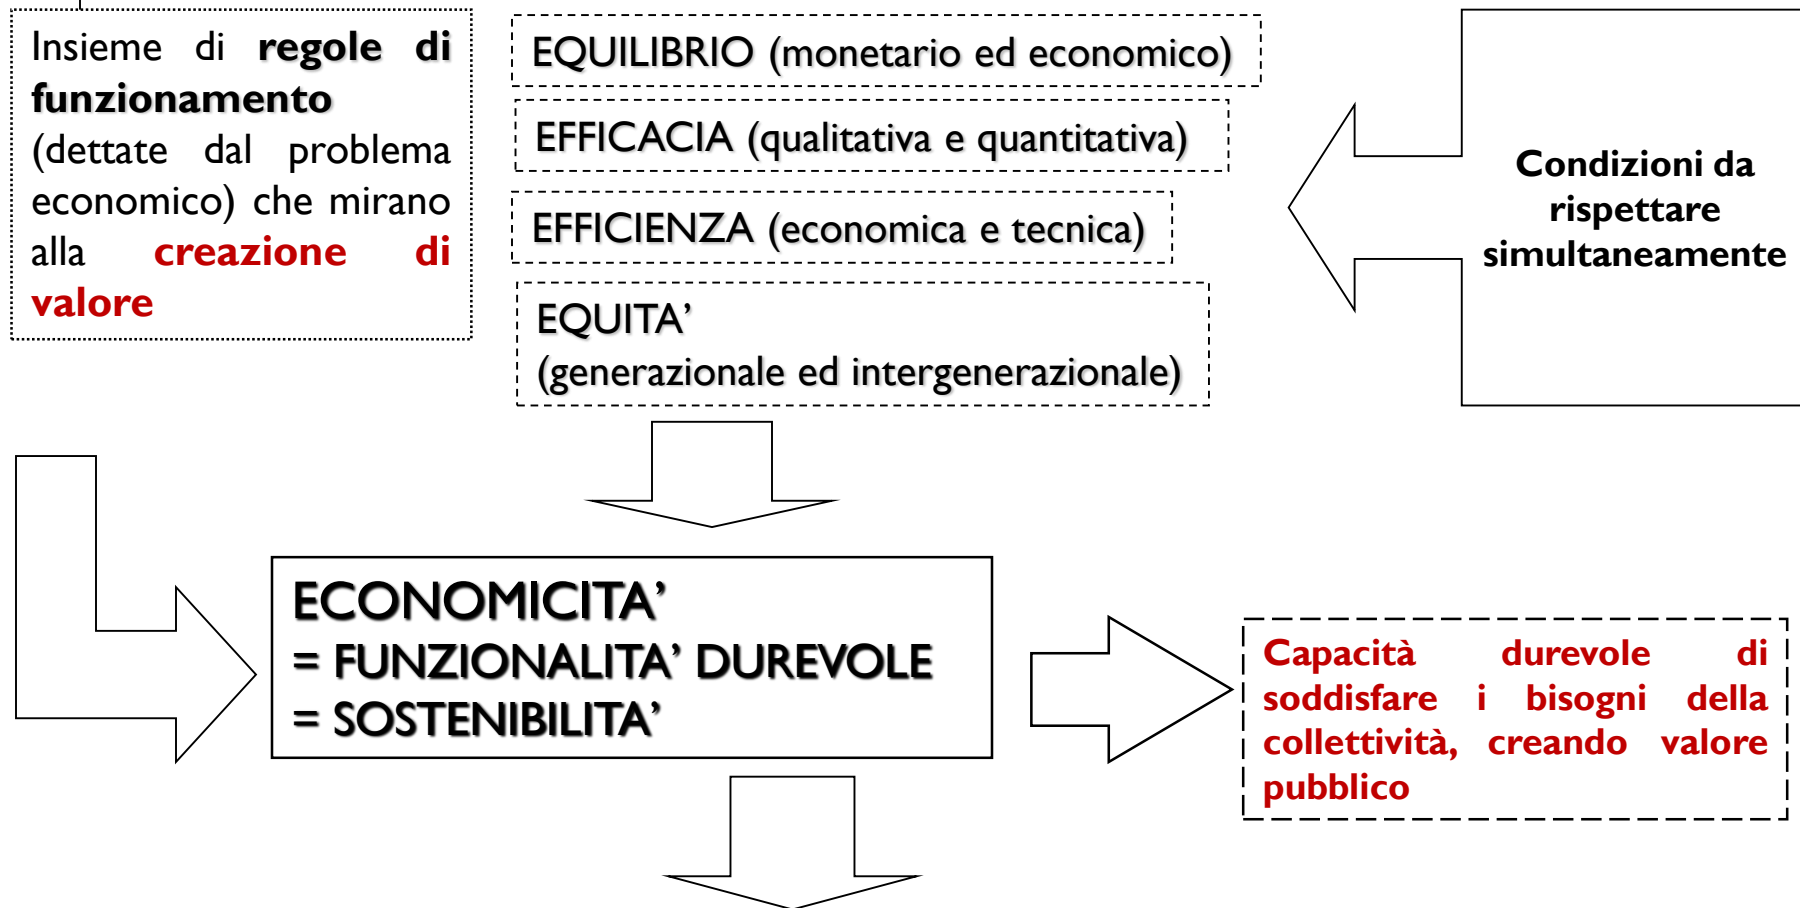 Insieme di regole di
funzionamento
(dettate dal problema
economico) che mirano
alla creazione di
valore
EQUILIBRIO (monetario ed economico)
EFFICACIA (qualitativa e quantitativa)
EFFICIENZA (economica e tecnica)
EQUITA’
(generazionale ed intergenerazionale)
Condizioni da
rispettare
simultaneamente
ECONOMICITA’
= FUNZIONALITA’ DUREVOLE
= SOSTENIBILITA’
Capacità durevole di
soddisfare i bisogni della
collettività, creando valore
pubblico